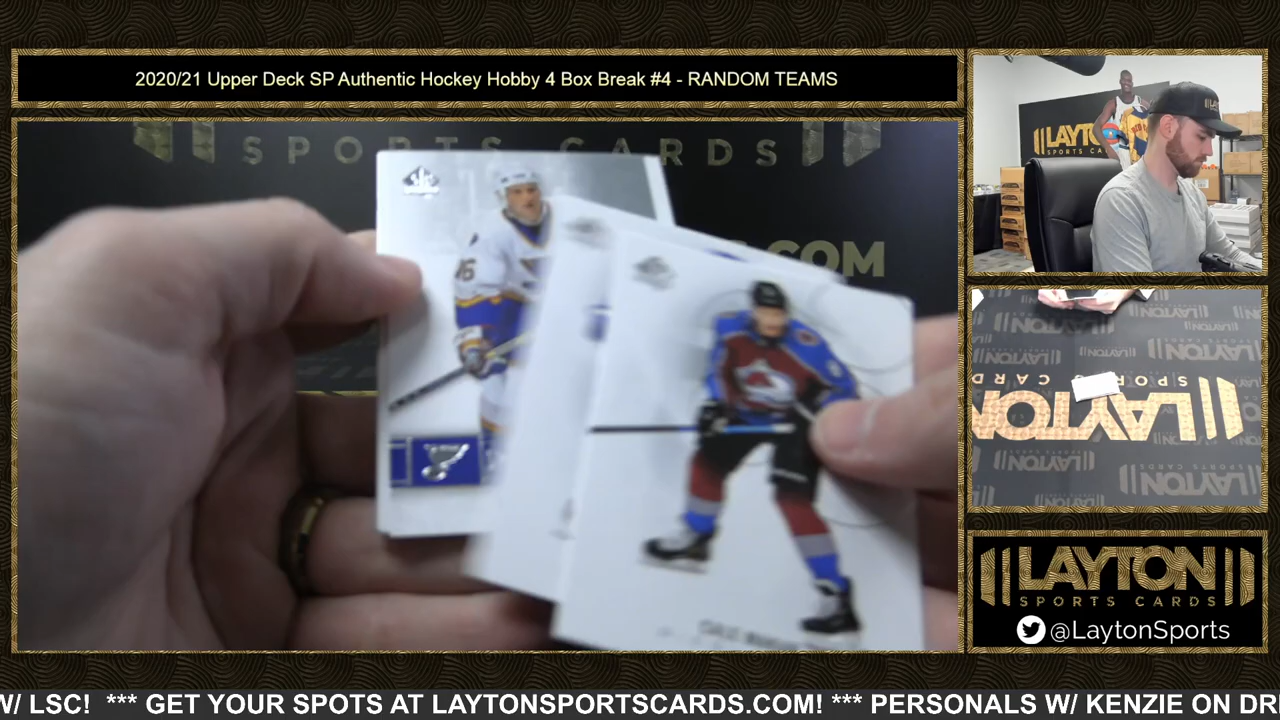 2020/21 Upper Deck SP Authentic Hockey Hobby 4 Box Break #4 - RANDOM TEAMS
SPORTS CARDS
.COM
LAYTON
SPORTS CARDS
LAYTON
LAYTON
SPORTS CARDS
@LaytonSports
W/ LSC! *** GET YOUR SPOTS AT LAYTONSPORTSCARDS.COM! *** PERSONALS W/ KENZIE ON DR